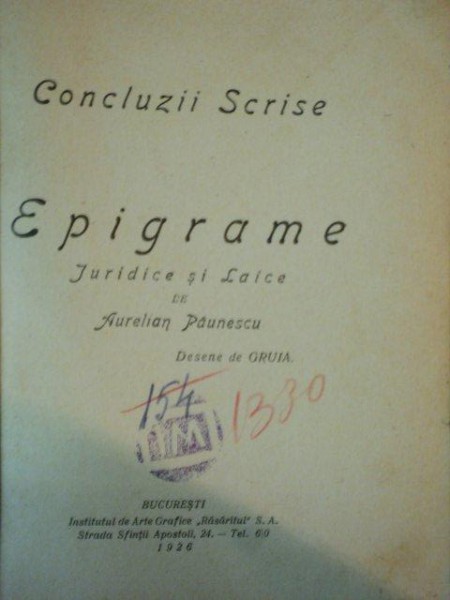 Concluzii Scrise
Epigrame
Juridice și Laice
DE
Aurelian Păunescu
Desene de GRUIA.
154
1330
BUCUREȘTI
Institutul de Arte Grafice „Răsăritul" S. A.
Strada Sfinții Apostoli, 24. — Tel. 6/0
1926